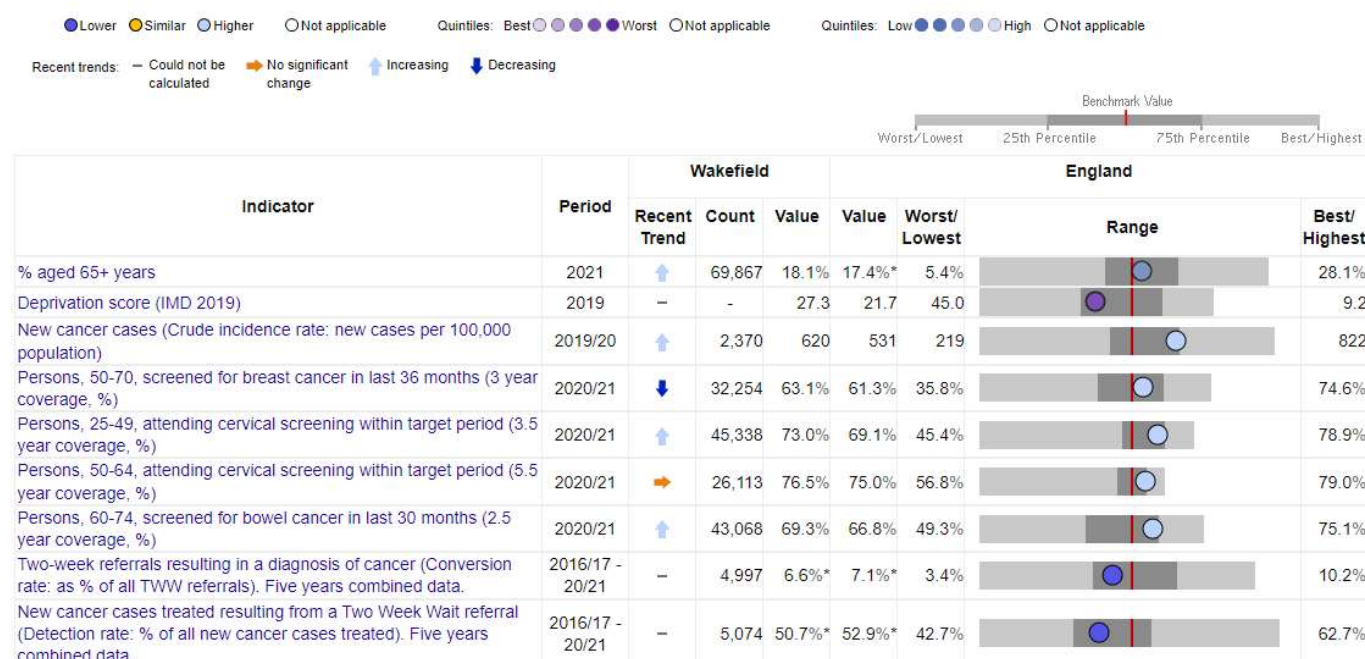 Lower Similar Higher Not applicable Quintiles: Best Worst Not applicable Quintiles: Low High Not applicable
Recent trends: – Could not be calculated No significant change Increasing Decreasing
Benchmark Value
Worst/Lowest 25th Percentile 75th Percentile Best/Highest
Wakefield England
Indicator Period Recent Trend Count Value Value Worst/ Lowest Range Best/ Highest
% aged 65+ years 2021 69,867 18.1% 17.4%* 5.4% 28.1%
Deprivation score (IMD 2019) 2019 – - 27.3 21.7 45.0 9.2
New cancer cases (Crude incidence rate: new cases per 100,000
population) 2019/20 2,370 620 531 219 822
Persons, 50-70, screened for breast cancer in last 36 months (3 year
coverage, %) 2020/21 32,254 63.1% 61.3% 35.8% 74.6%
Persons, 25-49, attending cervical screening within target period (3.5
year coverage, %) 2020/21 45,338 73.0% 69.1% 45.4% 78.9%
Persons, 50-64, attending cervical screening within target period (5.5
year coverage, %) 2020/21 26,113 76.5% 75.0% 56.8% 79.0%
Persons, 60-74, screened for bowel cancer in last 30 months (2.5
year coverage, %) 2020/21 43,068 69.3% 66.8% 49.3% 75.1%
Two-week referrals resulting in a diagnosis of cancer (Conversion
rate: as % of all TWW referrals). Five years combined data. 2016/17 - 20/21 – 4,997 6.6%* 7.1%* 3.4% 10.2%
New cancer cases treated resulting from a Two Week Wait referral
(Detection rate: % of all new cancer cases treated). Five years
combined data 2016/17 - 20/21 – 5,074 50.7%* 52.9%* 42.7% 62.7%